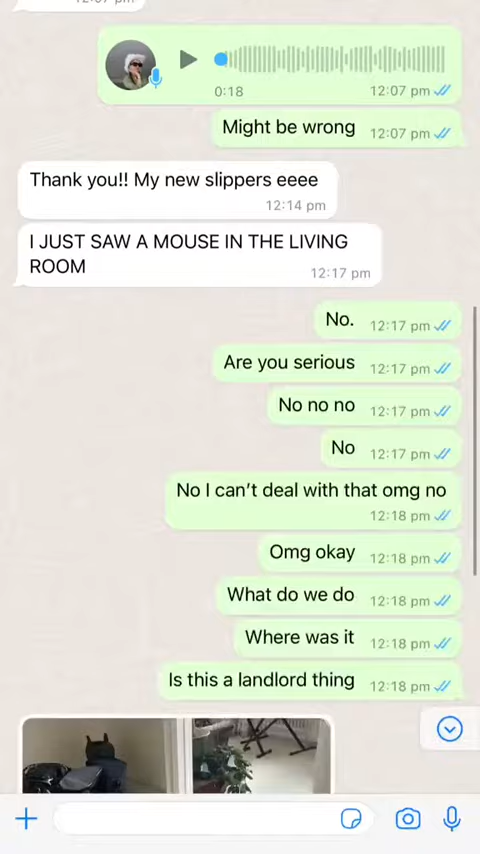 12:07 pm
0:18 12:07 pm
Might be wrong 12:07 pm
Thank you!! My new slippers eeee
12:14 pm
I JUST SAW A MOUSE IN THE LIVING
ROOM 12:17 pm
No. 12:17 pm
Are you serious 12:17 pm
No no no 12:17 pm
No 12:17 pm
No I can’t deal with that omg no
12:18 pm
Omg okay 12:18 pm
What do we do 12:18 pm
Where was it 12:18 pm
Is this a landlord thing 12:18 pm